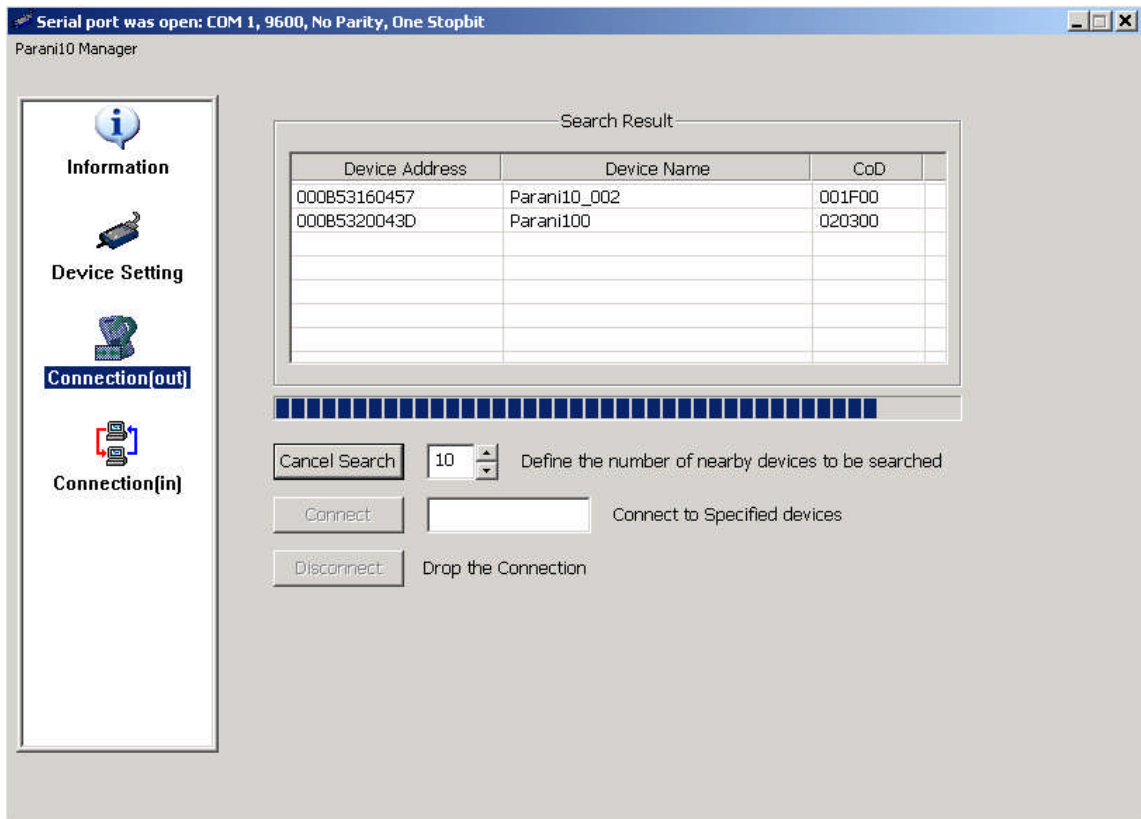 Serial port was open: COM 1, 9600, No Parity, One Stopbit
Parani10 Manager
Information
Device Setting
Connection(out)
Connection(in)
Search Result
Device Address Device Name CoD
000B53160457 Parani10_002 001F00
000B5320043D Parani100 020300
Cancel Search 10 Define the number of nearby devices to be searched
Connect Connect to Specified devices
Disconnect Drop the Connection